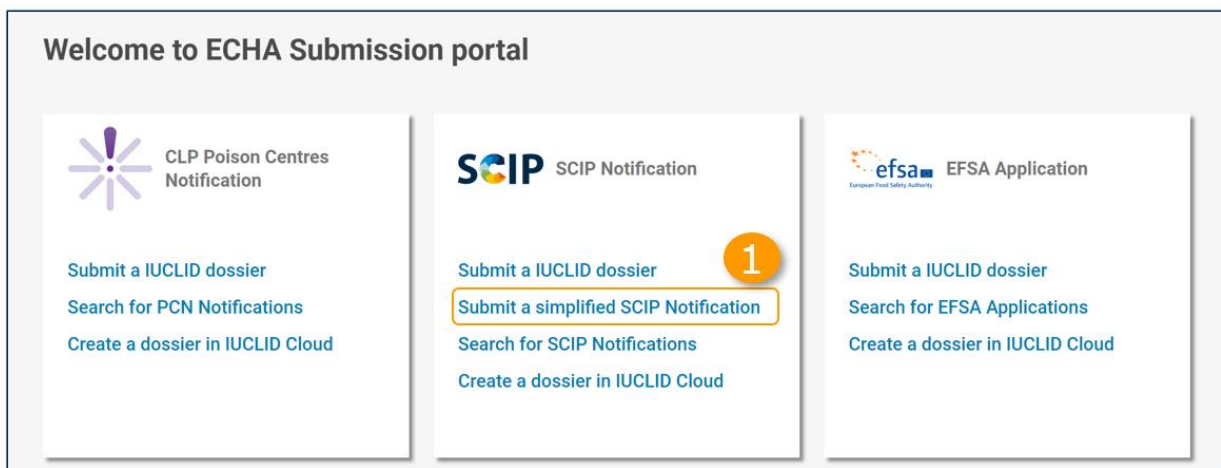 Welcome to ECHA Submission portal
CLP Poison Centres
Notification
Submit a IUCLID dossier
Search for PCN Notifications
Create a dossier in IUCLID Cloud
SCIP SCIP Notification
1
Submit a IUCLID dossier
Submit a simplified SCIP Notification
Search for SCIP Notifications
Create a dossier in IUCLID Cloud
efsa EFSA Application
European Food Safety Authority
Submit a IUCLID dossier
Search for EFSA Applications
Create a dossier in IUCLID Cloud